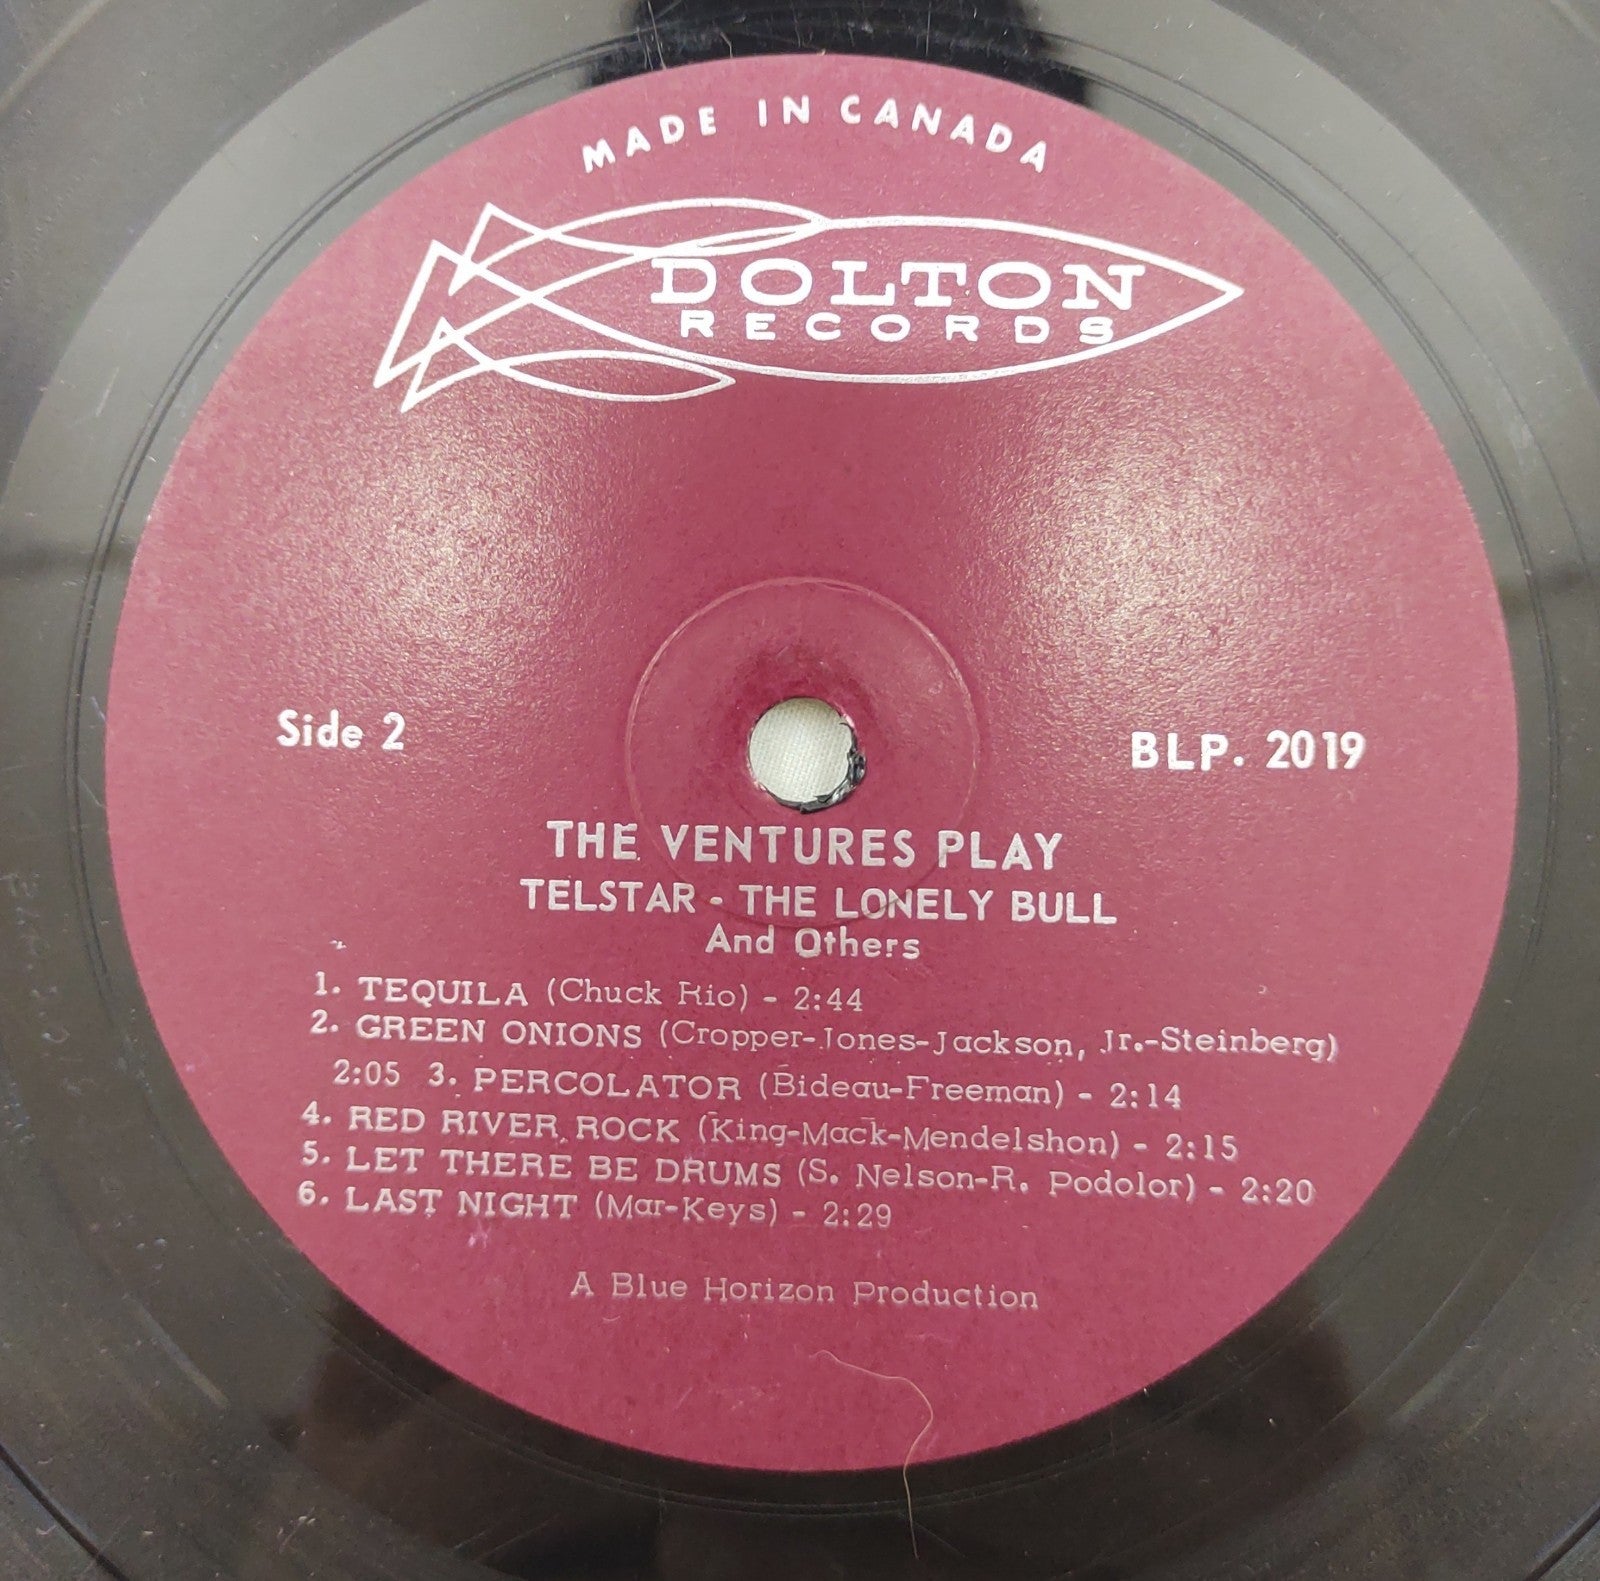 MADE IN CANADA
DOLTON
RECORDS
Side 2
BLP. 2019
THE VENTURES PLAY
TELSTAR - THE LONELY BULL
And Others
1. TEQUILA (Chuck Rio) - 2:44
2. GREEN ONIONS (Cropper-Jones-Jackson, Jr.-Steinberg)
2:05 3. PERCOLATOR (Bideau-Freeman) - 2:14
4. RED RIVER ROCK (King-Mack-Mendelshon) - 2:15
5. LET THERE BE DRUMS (S. Nelson-R. Podolor) - 2:20
6. LAST NIGHT (Mar-Keys) - 2:29
A Blue Horizon Production